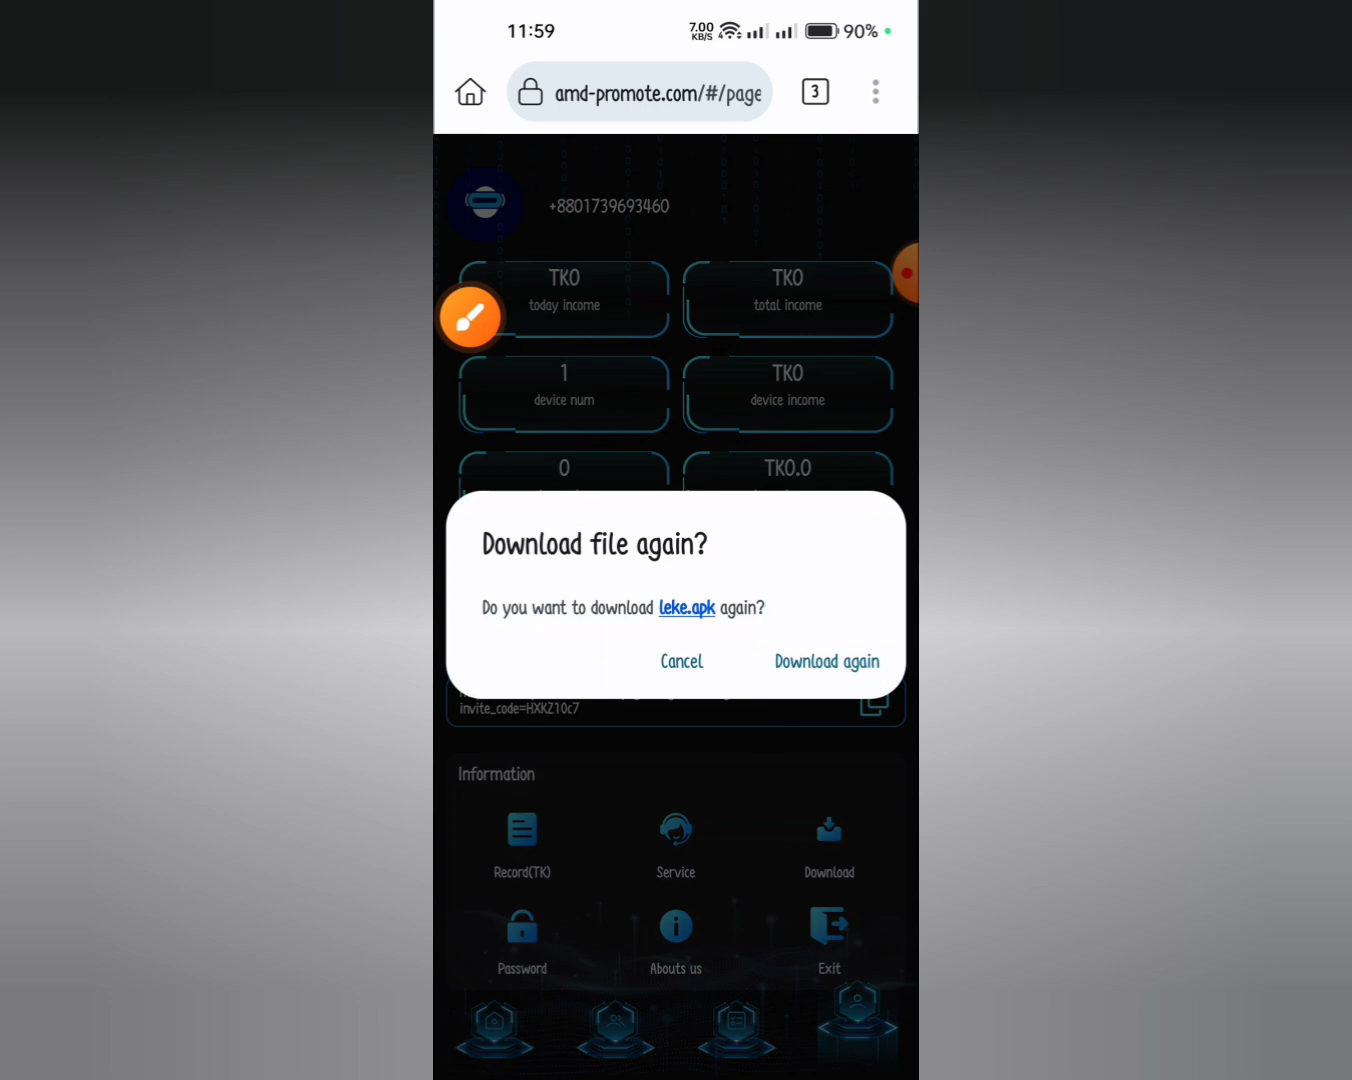 11:59
7.00
KB/S
90%
amd-promote.com/#/page
3
+8801739693460
TK0
TK0
today income
total income
1
TK0
device num
device income
0
TK0.0
Download file again?
Do you want to download leke.apk again?
Cancel
Download again
invite_code=HXKZ10c7
Information
Record(TK)
Service
Download
Password
Abouts us
Exit